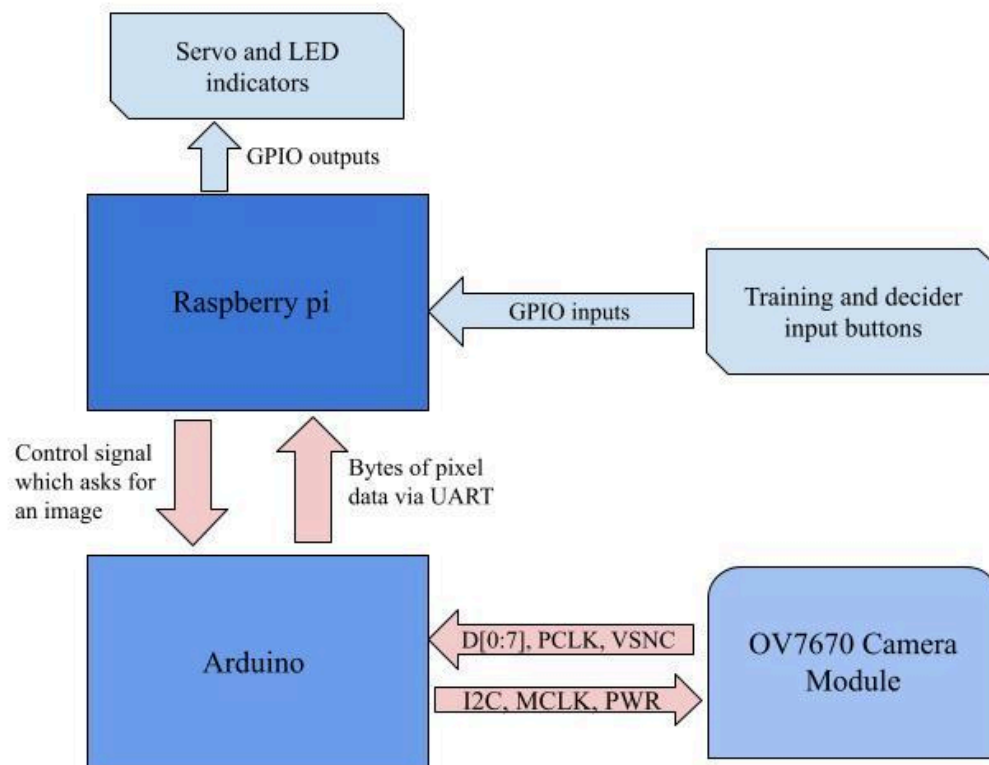 Servo and LED
indicators
GPIO outputs
Raspberry pi
GPIO inputs
Training and decider
input buttons
Control signal
which asks for
an image
Bytes of pixel
data via UART
Arduino
D[0:7], PCLK, VSNC
I2C, MCLK, PWR
OV7670 Camera
Module